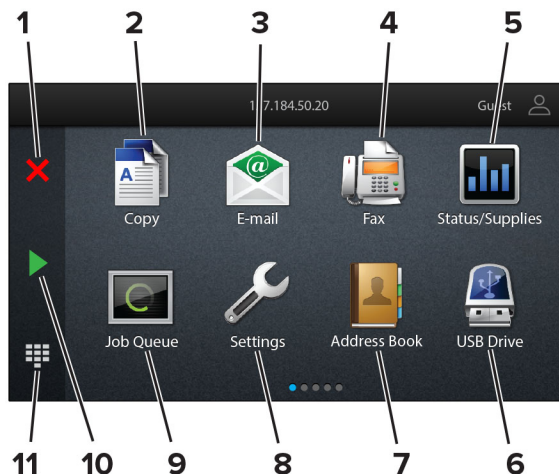 1 2 3 4 5
Guest
A @
Copy E-mail Fax Status/Supplies
Job Queue Settings Address Book USB Drive
11 10 9 8 7 6